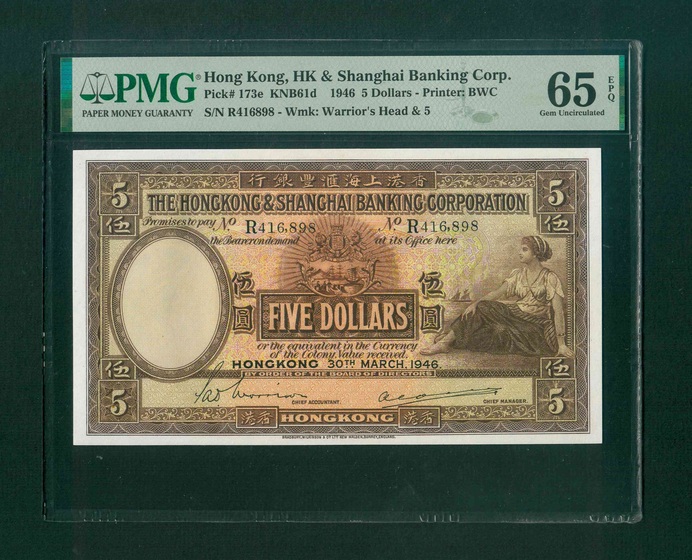 PMG® Hong Kong, HK & Shanghai Banking Corp.
PAPER MONEY GUARANTY
Pick# 173e KNB61d 1946 5 Dollars - Printer: BWC
S/N R416898 - Wmk: Warrior's Head & 5
65 EPQ
Gem Uncirculated
行銀豐滙海上港香
5 5
THE HONGKONG & SHANGHAI BANKING CORPORATION
伍 伍
Promises to pay No R416,898 No R416,898
the Bearer on demand at its Office here
伍 伍
圓 FIVE DOLLARS 圓
or the equivalent in the Currency
of the Colony, Value received.
HONGKONG 30TH MARCH, 1946.
BY ORDER OF THE BOARD OF DIRECTORS
伍 伍
5 5
CHIEF ACCOUNTANT. CHIEF MANAGER.
港香 HONGKONG 港香